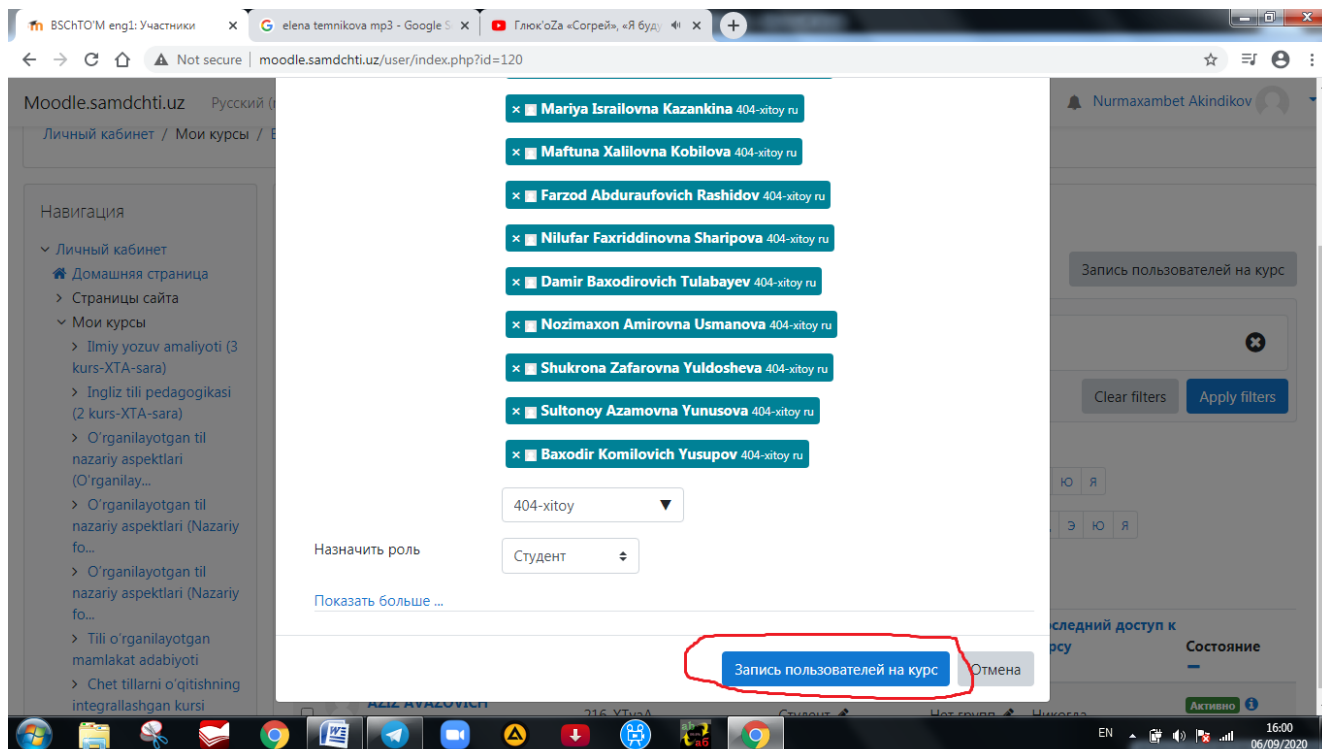 BSChTO'M eng1: Участники
elena temnikova mp3 - Google S
Глюк'oZa «Согрей», «Я буду
Not secure
moodle.samdchti.uz/user/index.php?id=120
Moodle.samdchti.uz
Русский (r
Nurmaxambet Akindikov
Личный кабинет / Мои курсы /
Навигация
Личный кабинет
Домашняя страница
Страницы сайта
Мои курсы
Ilmiy yozuv amaliyoti (3
kurs-XTA-sara)
Ingliz tili pedagogikasi
(2 kurs-XTA-sara)
O'rganilayotgan til
nazariy aspektlari
(O'rganilay...
O'rganilayotgan til
nazariy aspektlari (Nazariy
fo...
O'rganilayotgan til
nazariy aspektlari (Nazariy
fo...
Tili o'rganilayotgan
mamlakat adabiyoti
Chet tillarni o'qitishning
integrallashgan kursi
× Mariya Israilovna Kazankina 404-xitoy ru
× Maftuna Xalilovna Kobilova 404-xitoy ru
× Farzod Abduraufovich Rashidov 404-xitoy ru
× Nilufar Faxriddinovna Sharipova 404-xitoy ru
× Damir Baxodirovich Tulabayev 404-xitoy ru
× Nozimaxon Amirovna Usmanova 404-xitoy ru
× Shukrona Zafarovna Yuldosheva 404-xitoy ru
× Sultonoy Azamovna Yunusova 404-xitoy ru
× Baxodir Komilovich Yusupov 404-xitoy ru
404-xitoy
Назначить роль
Студент
Показать больше ...
Запись пользователей на курс
Отмена
Запись пользователей на курс
Clear filters
Apply filters
Ю Я
Э Ю Я
следний доступ к
рсу
Состояние
AZIZ AVAZOVICH
216 XTuaA
Студент
Нет групп
Никогда
Активно
EN
16:00
06/09/2020